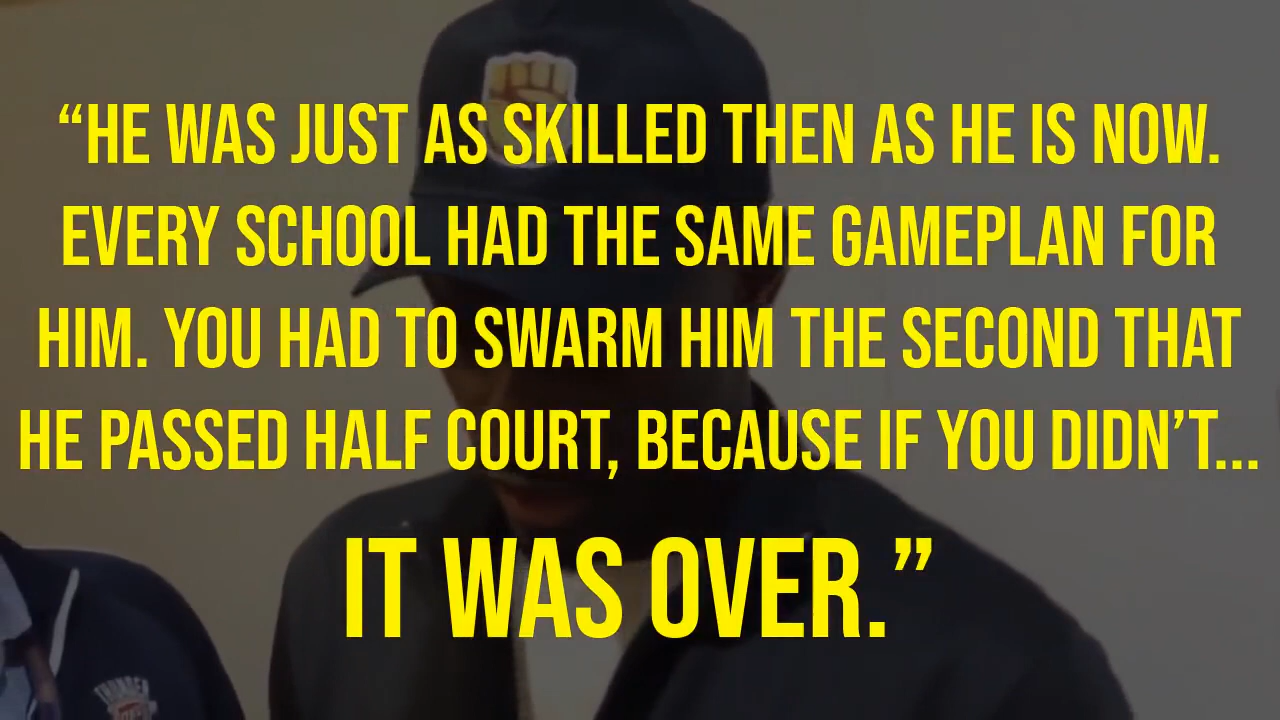 “HE WAS JUST AS SKILLED THEN AS HE IS NOW.
EVERY SCHOOL HAD THE SAME GAMEPLAN FOR
HIM. YOU HAD TO SWARM HIM THE SECOND THAT
HE PASSED HALF COURT, BECAUSE IF YOU DIDN’T...
IT WAS OVER.”
THUNDER